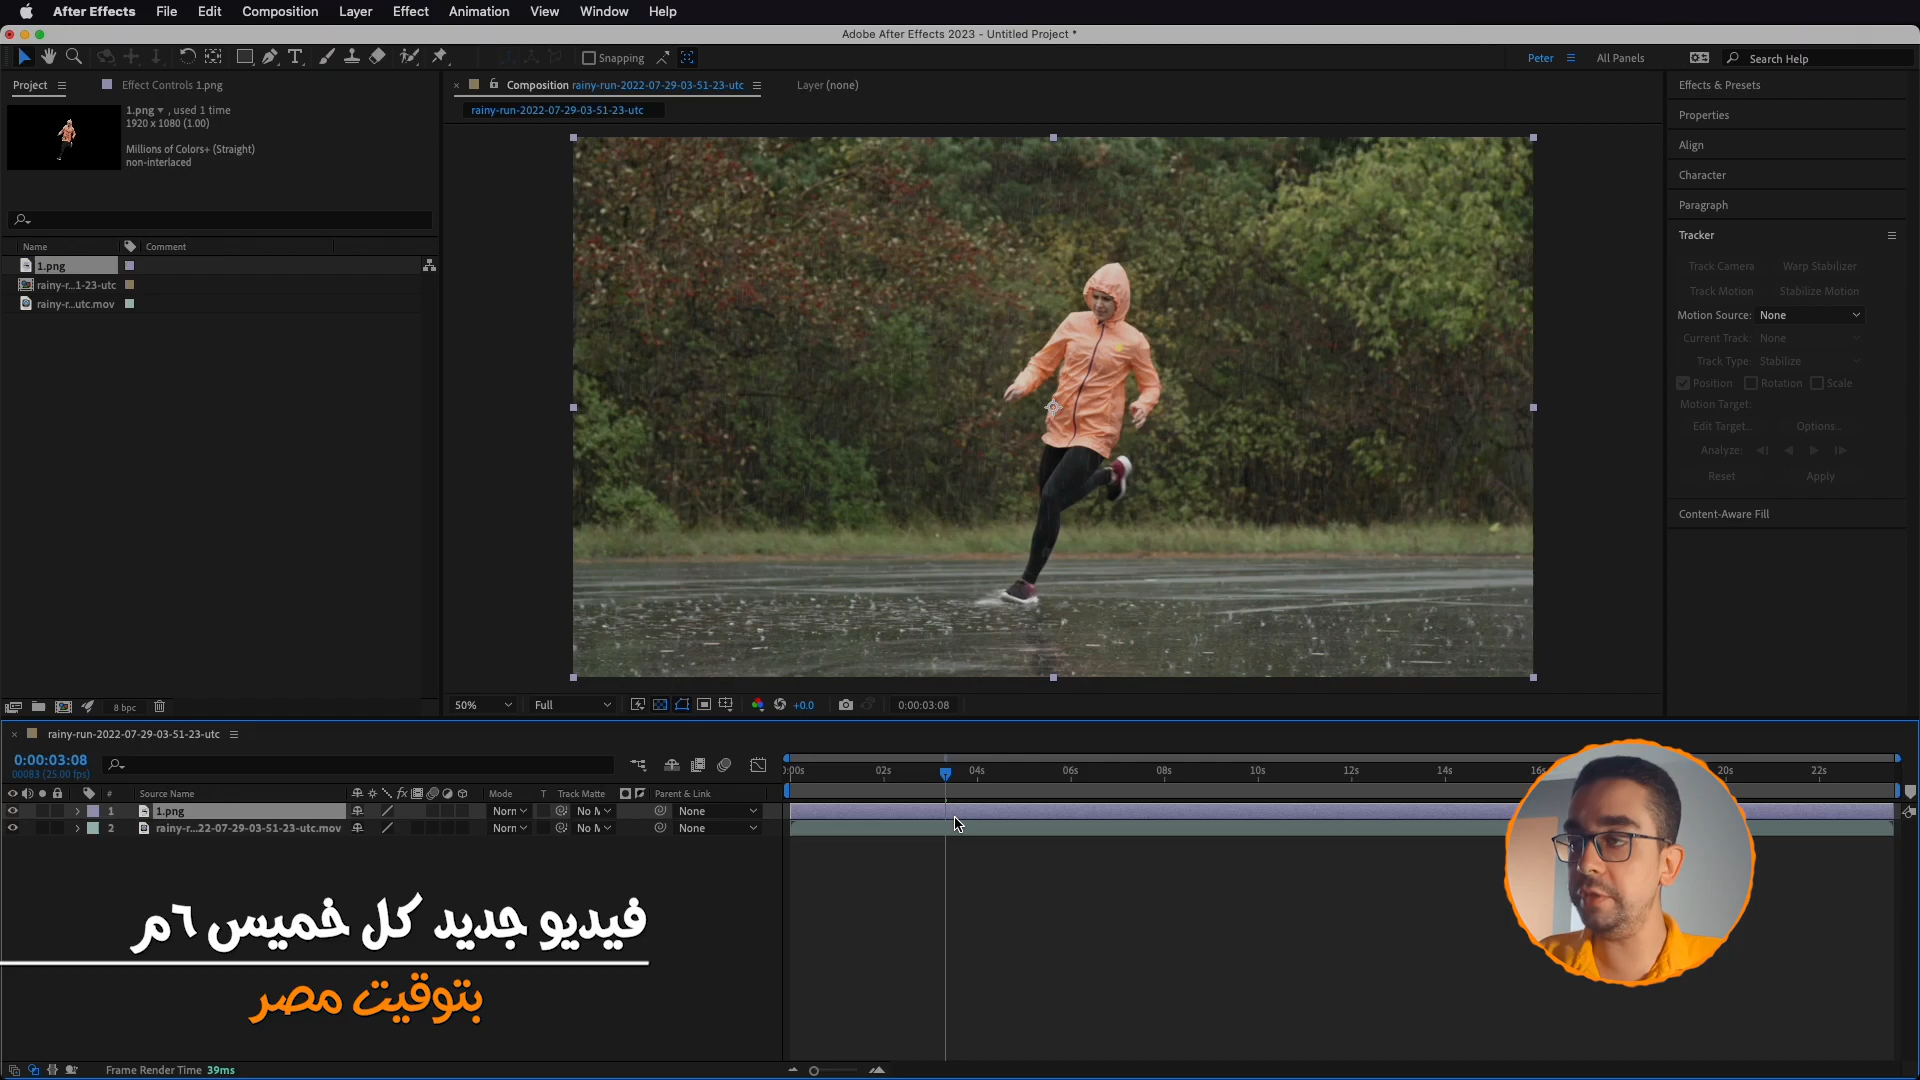 After Effects File Edit Composition Layer Effect Animation View Window Help
Adobe After Effects 2023 - Untitled Project *
Snapping
Peter
All Panels
Search Help
Project
Effect Controls 1.png
1.png , used 1 time
1920 x 1080 (1.00)
Millions of Colors+ (Straight)
non-interlaced
Name
Comment
1.png
rainy-r...1-23-utc
rainy-r...utc.mov
8 bpc
Composition rainy-run-2022-07-29-03-51-23-utc
Layer (none)
rainy-run-2022-07-29-03-51-23-utc
50%
Full
+0.0
0:00:03:08
Effects & Presets
Properties
Align
Character
Paragraph
Tracker
Track Camera Warp Stabilizer
Track Motion Stabilize Motion
Motion Source: None
Current Track: None
Track Type: Stabilize
Position Rotation Scale
Motion Target:
Edit Target... Options...
Analyze:
Reset Apply
Content-Aware Fill
rainy-run-2022-07-29-03-51-23-utc
0:00:03:08
00083 (25.00 fps)
:00s 02s 04s 06s 08s 10s 12s 14s 16s 20s 22s
# Source Name Mode T Track Matte Parent & Link
1 1.png Norn No M None
2 rainy-r...22-07-29-03-51-23-utc.mov Norn No M None
فيديو جديد كل خميس ٦م
بتوقيت مصر
Frame Render Time 39ms